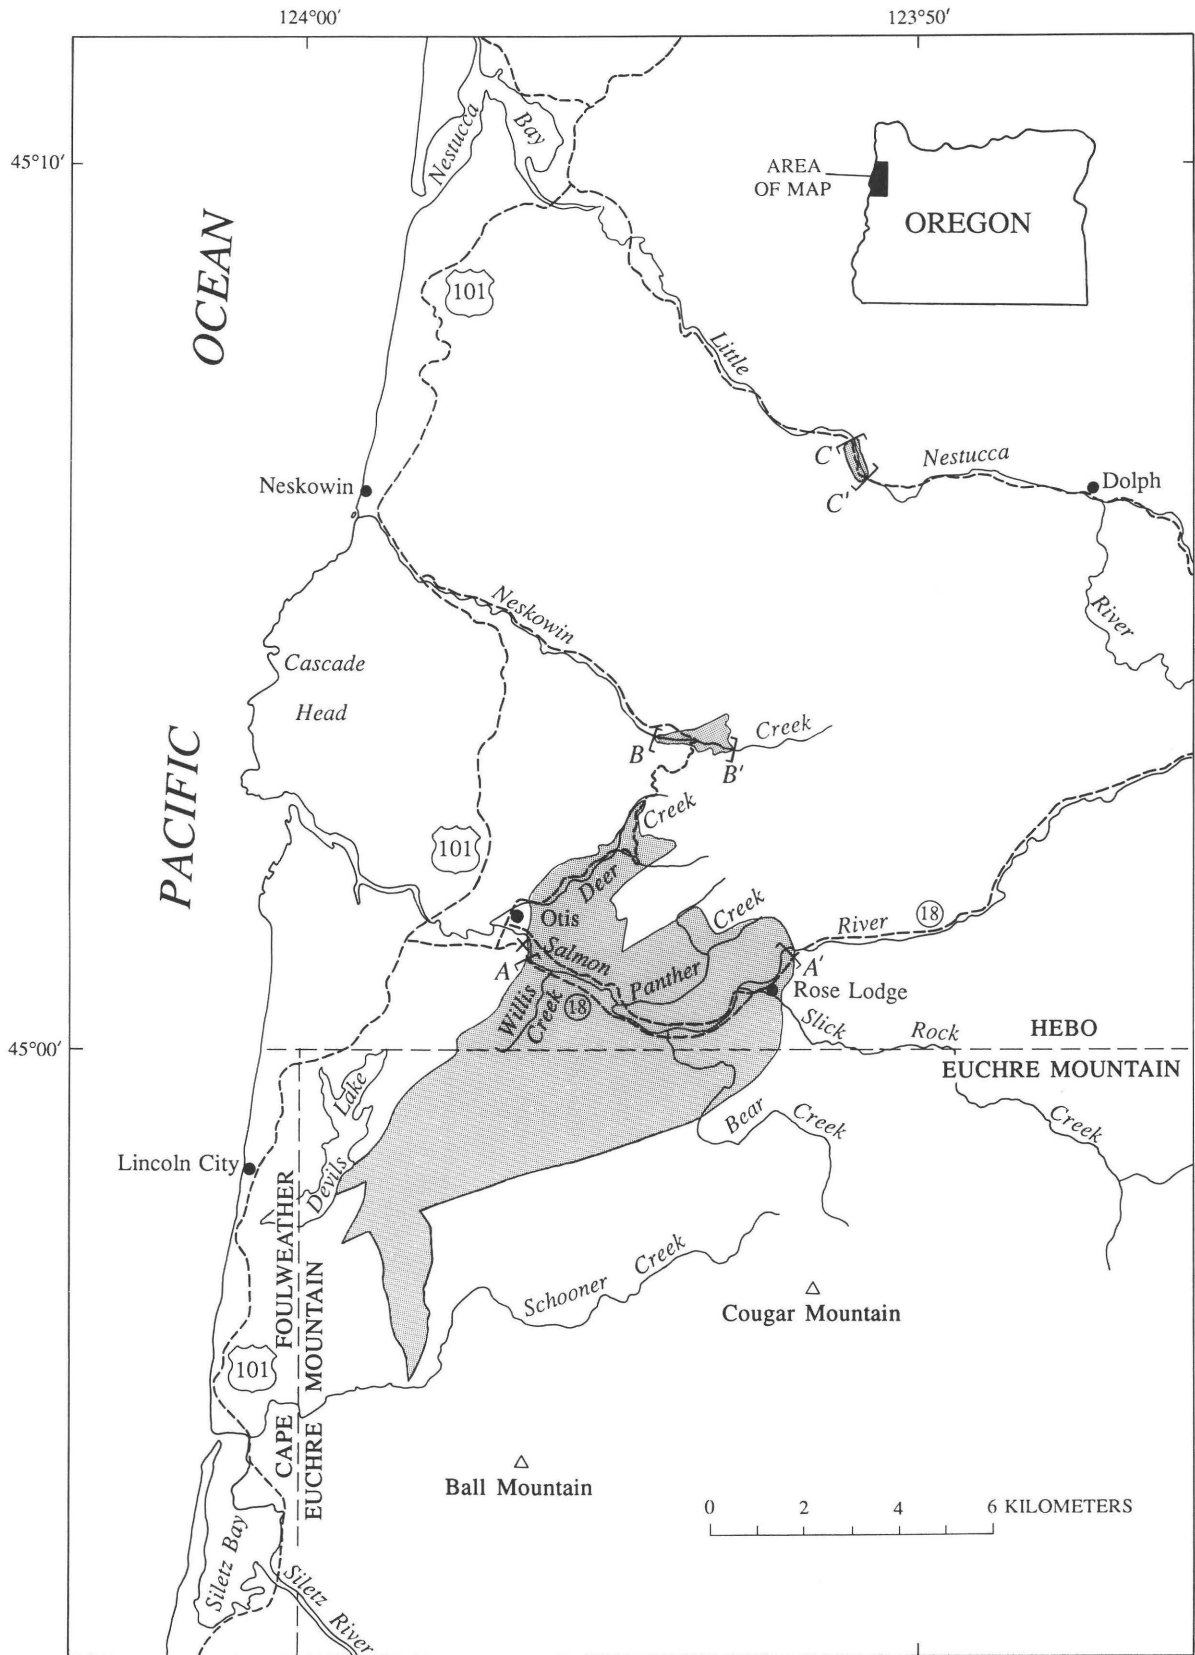 124°00'
123°50'
45°10'
Nestucca
Bay
AREA
OF MAP
OREGON
OCEAN
101
Little
C
C'
Nestucca
Dolph
Neskowin
River
Neskowin
Cascade
Head
B
B'
Creek
PACIFIC
Creek
101
Deer
Otis
Creek
River
18
Salmon
A
A'
Panther
Rose Lodge
Willis
Creek
18
Slick
Rock
HEBO
45°00'
EUCHRE MOUNTAIN
Lake
Devils
Bear
Creek
Creek
Lincoln City
CAPE FOULWEATHER
EUCHRE MOUNTAIN
Schooner
Creek
Cougar Mountain
101
Ball Mountain
0 2 4 6 KILOMETERS
Siletz Bay
Siletz River